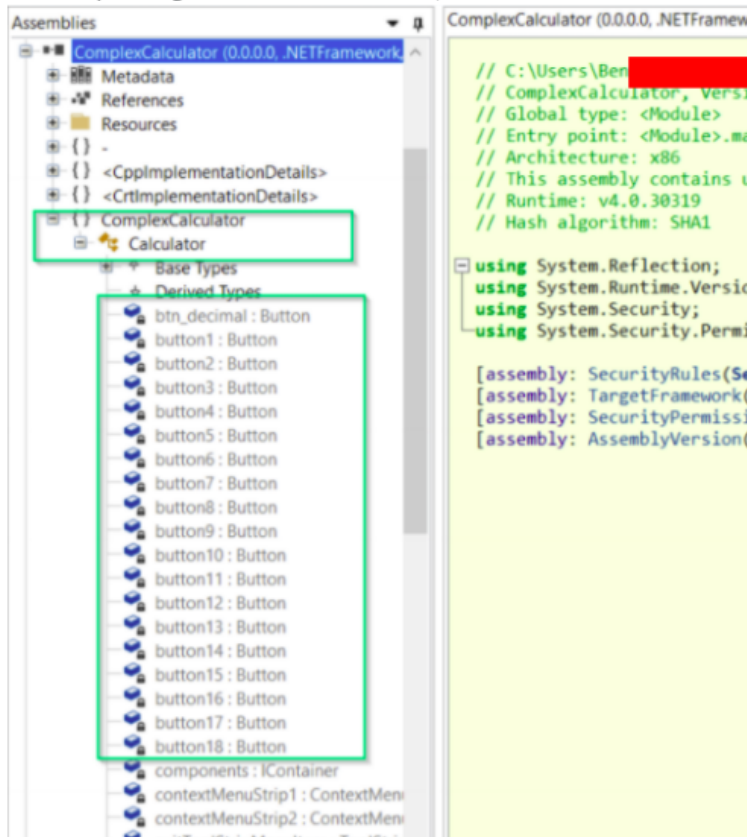 Assemblies
ComplexCalculator (0.0.0.0, .NETFramework,
Metadata
References
Resources
{ } -
{ } <CppImplementationDetails>
{ } <CrtImplementationDetails>
{ } ComplexCalculator
Calculator
Base Types
Derived Types
btn_decimal : Button
button1 : Button
button2 : Button
button3 : Button
button4 : Button
button5 : Button
button6 : Button
button7 : Button
button8 : Button
button9 : Button
button10 : Button
button11 : Button
button12 : Button
button13 : Button
button14 : Button
button15 : Button
button16 : Button
button17 : Button
button18 : Button
components : IContainer
contextMenuStrip1 : ContextMen
contextMenuStrip2 : ContextMen
ComplexCalculator (0.0.0.0, .NETFramew
// C:\Users\Ben
// ComplexCalculator, Versi
// Global type: <Module>
// Entry point: <Module>.ma
// Architecture: x86
// This assembly contains u
// Runtime: v4.0.30319
// Hash algorithm: SHA1
using System.Reflection;
using System.Runtime.Versio
using System.Security;
using System.Security.Permi
[assembly: SecurityRules(Se
[assembly: TargetFramework(
[assembly: SecurityPermissi
[assembly: AssemblyVersion(